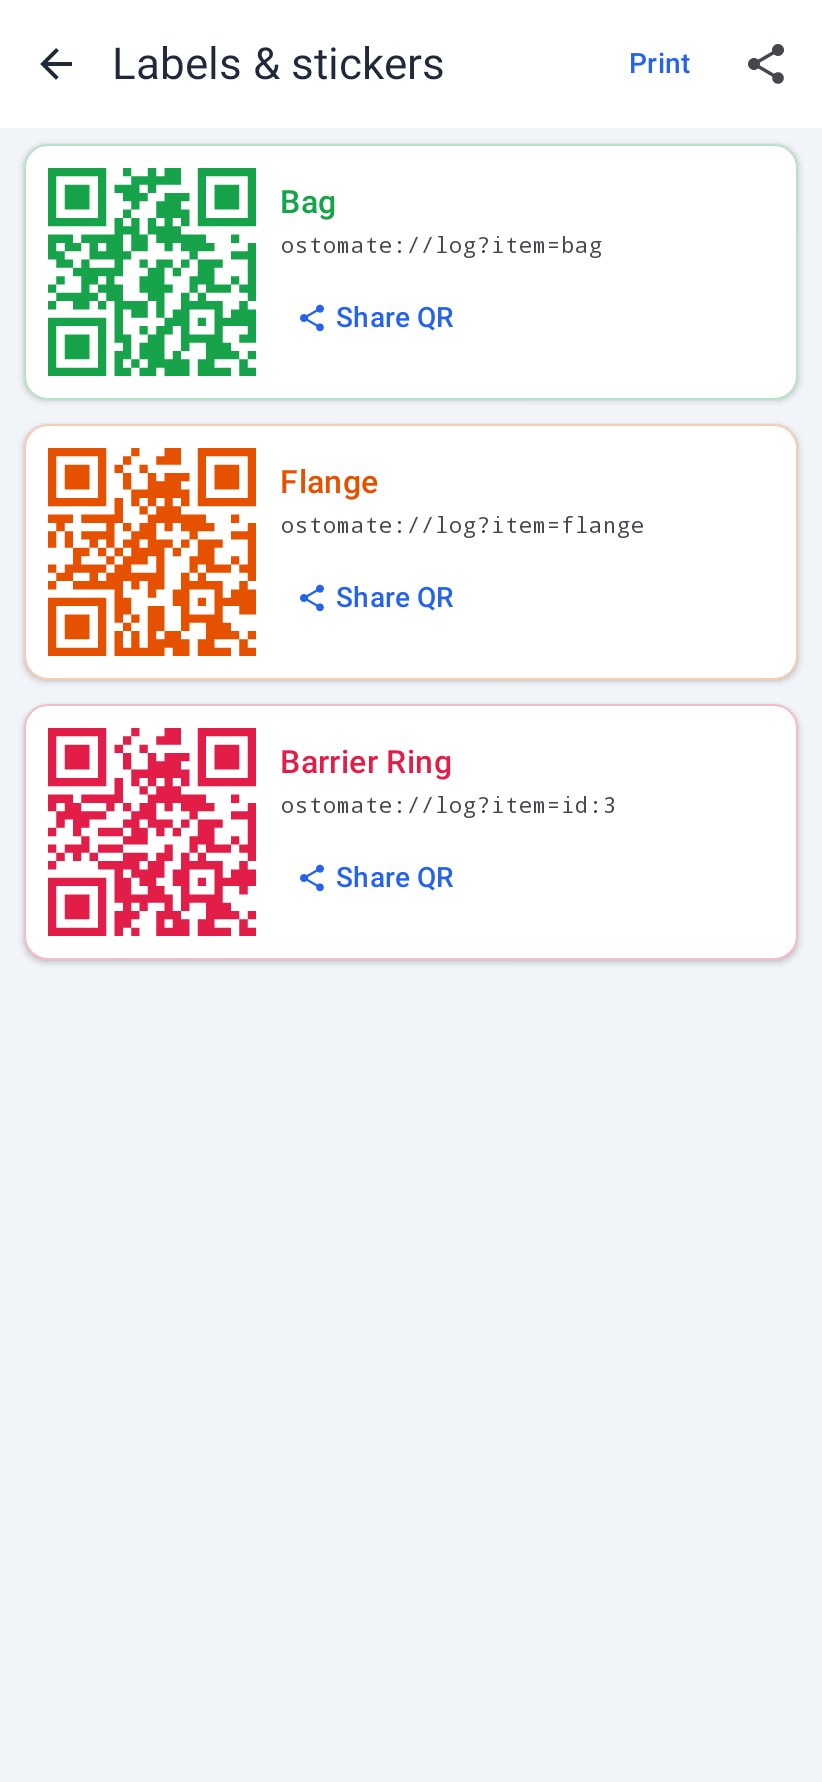 Labels & stickers
Print
Bag
ostomate://log?item=bag
Share QR
Flange
ostomate://log?item=flange
Share QR
Barrier Ring
ostomate://log?item=id:3
Share QR